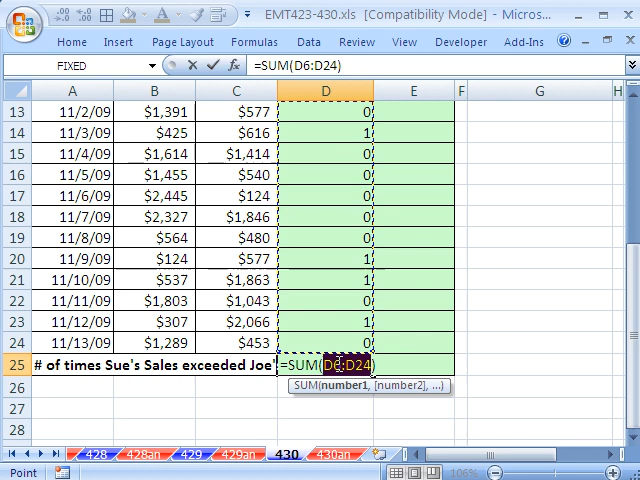 EMT423-430.xls [Compatibility Mode] - Micros...
Home Insert Page Layout Formulas Data Review View Developer Add-Ins
FIXED fx =SUM(D6:D24)
A B C D E F G H
13 11/2/09 $1,391 $577 0
14 11/3/09 $425 $616 1
15 11/4/09 $1,614 $1,414 0
16 11/5/09 $1,455 $540 0
17 11/6/09 $2,445 $124 0
18 11/7/09 $2,327 $1,846 0
19 11/8/09 $564 $480 0
20 11/9/09 $124 $577 1
21 11/10/09 $537 $1,863 1
22 11/11/09 $1,803 $1,043 0
23 11/12/09 $307 $2,066 1
24 11/13/09 $1,289 $453 0
25 # of times Sue's Sales exceeded Joe' =SUM(D6:D24)
SUM(number1, [number2], ...)
26
27
28
428 428an 429 429an 430 430an
Point 106%